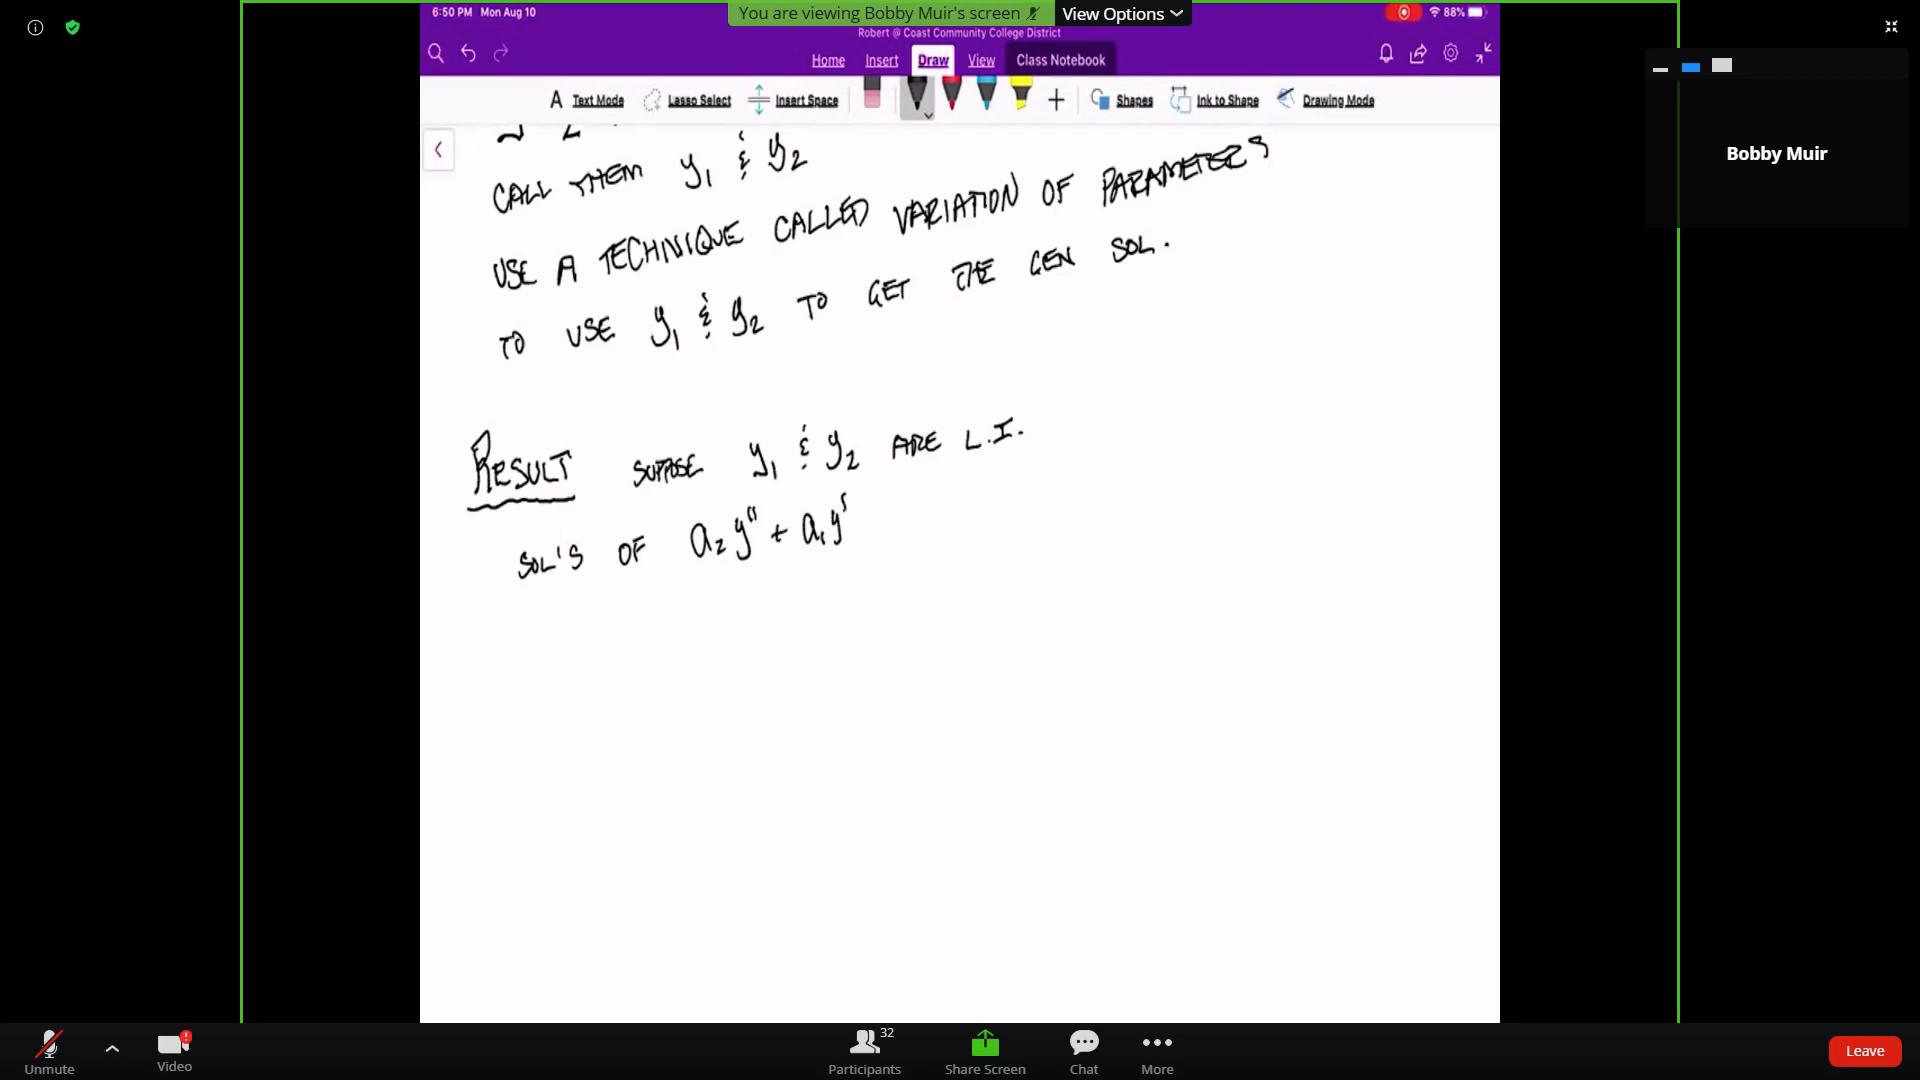 6:50 PM Mon Aug 10
You are viewing Bobby Muir's screen
View Options
88%
Robert @ Coast Community College District
Home Insert Draw View Class Notebook
Text Mode Lasso Select Insert Space Shapes Ink to Shape Drawing Mode
Bobby Muir
CALL THEM y₁ & y₂
USE A TECHNIQUE CALLED VARIATION OF PARAMETERS
TO USE y₁ & y₂ TO GET THE GEN SOL.
RESULT SUPPOSE y₁ & y₂ ARE L.I.
SOL'S OF a₂y'' + a₁y'
Unmute
Video
32
Participants
Share Screen
Chat
More
Leave